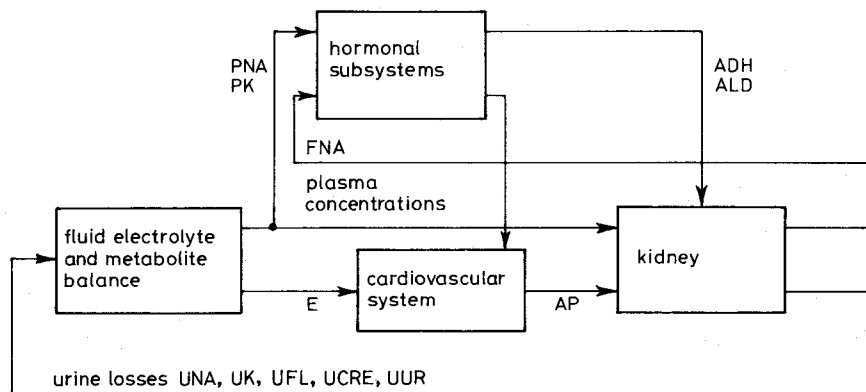 hormonal
subsystems
PNA
PK
ADH
ALD
FNA
plasma
concentrations
fluid electrolyte
and metabolite
balance
kidney
cardiovascular
system
E
AP
urine losses UNA, UK, UFL, UCRE, UUR